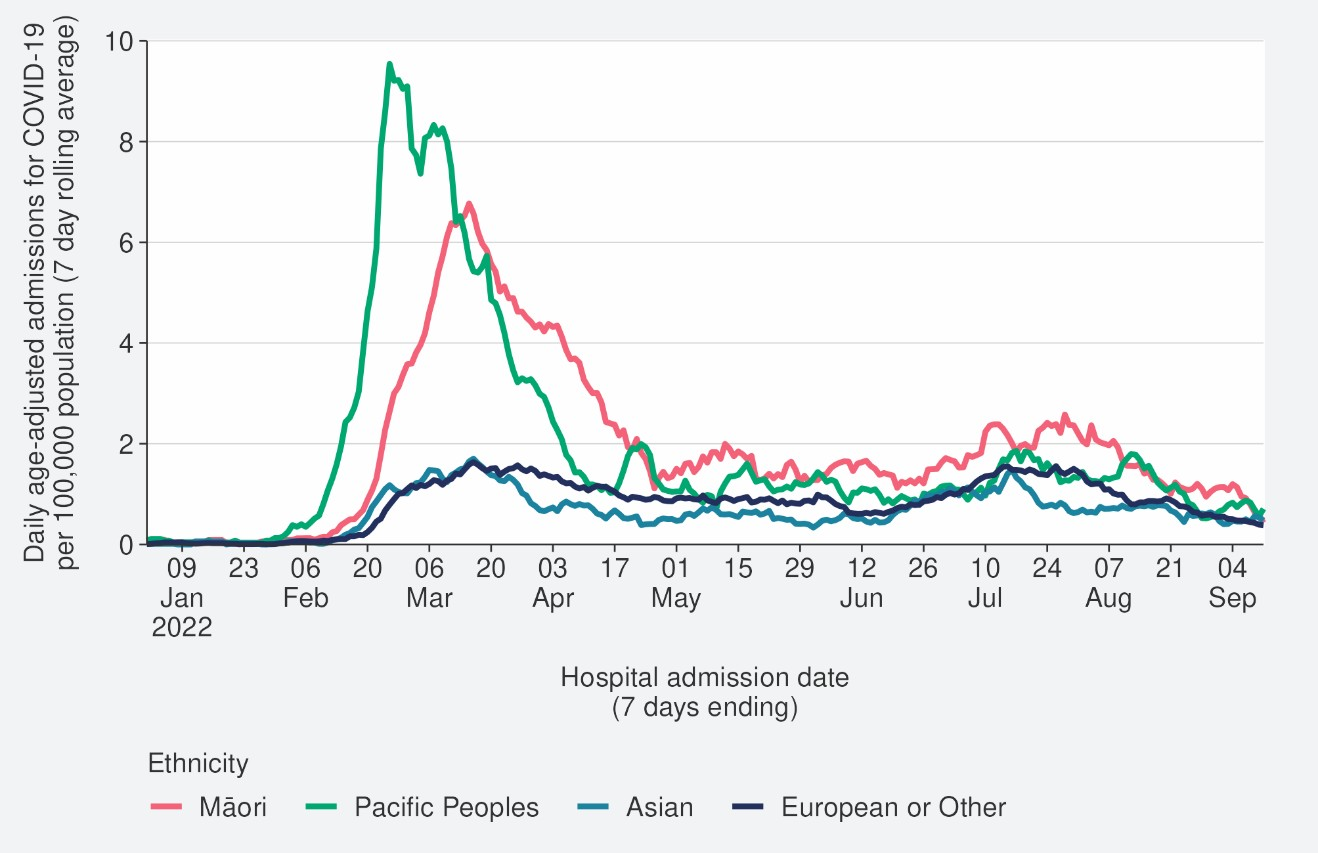 Daily age-adjusted admissions for COVID-19
per 100,000 population (7 day rolling average)
10
8
6
4
2
0
09 23 06 20 06 20 03 17 01 15 29 12 26 10 24 07 21 04
Jan Feb Mar Apr May Jun Jul Aug Sep
2022
Hospital admission date
(7 days ending)
Ethnicity
Māori Pacific Peoples Asian European or Other